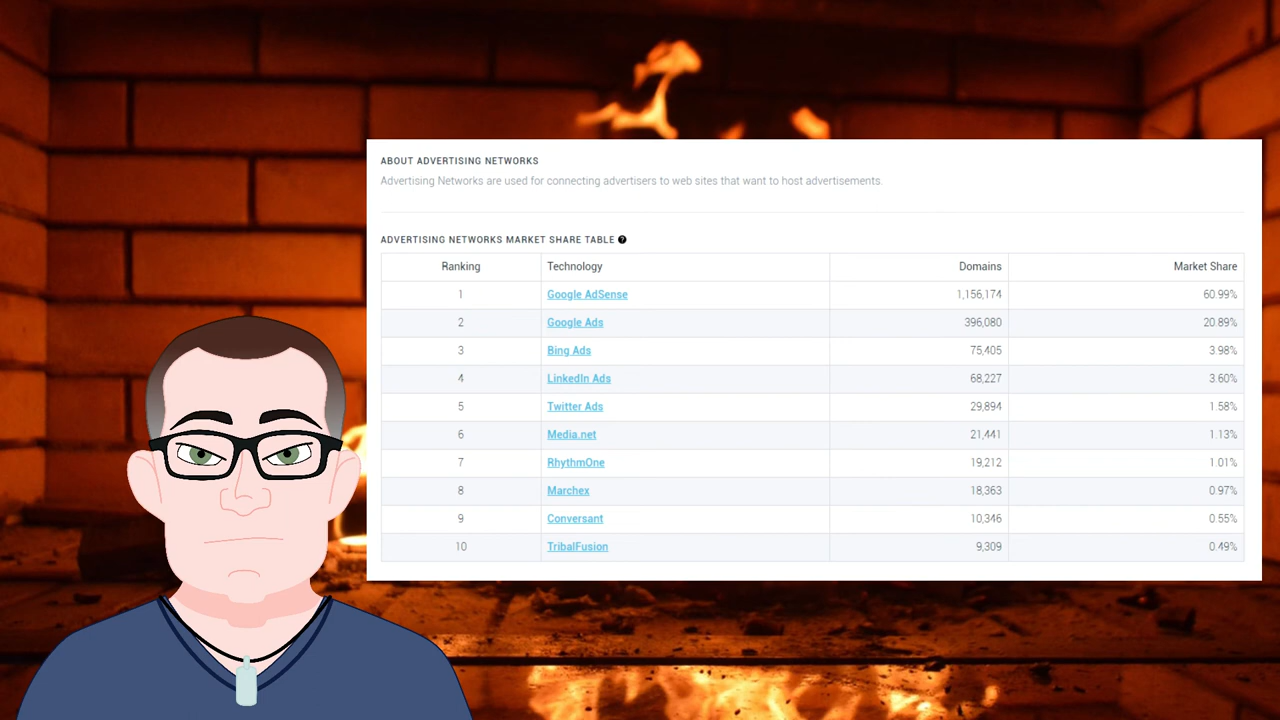 ABOUT ADVERTISING NETWORKS
Advertising Networks are used for connecting advertisers to web sites that want to host advertisements.
ADVERTISING NETWORKS MARKET SHARE TABLE ?
Ranking Technology Domains Market Share
1 Google AdSense 1,156,174 60.99%
2 Google Ads 396,080 20.89%
3 Bing Ads 75,405 3.98%
4 LinkedIn Ads 68,227 3.60%
5 Twitter Ads 29,894 1.58%
6 Media.net 21,441 1.13%
7 RhythmOne 19,212 1.01%
8 Marchex 18,363 0.97%
9 Conversant 10,346 0.55%
10 TribalFusion 9,309 0.49%